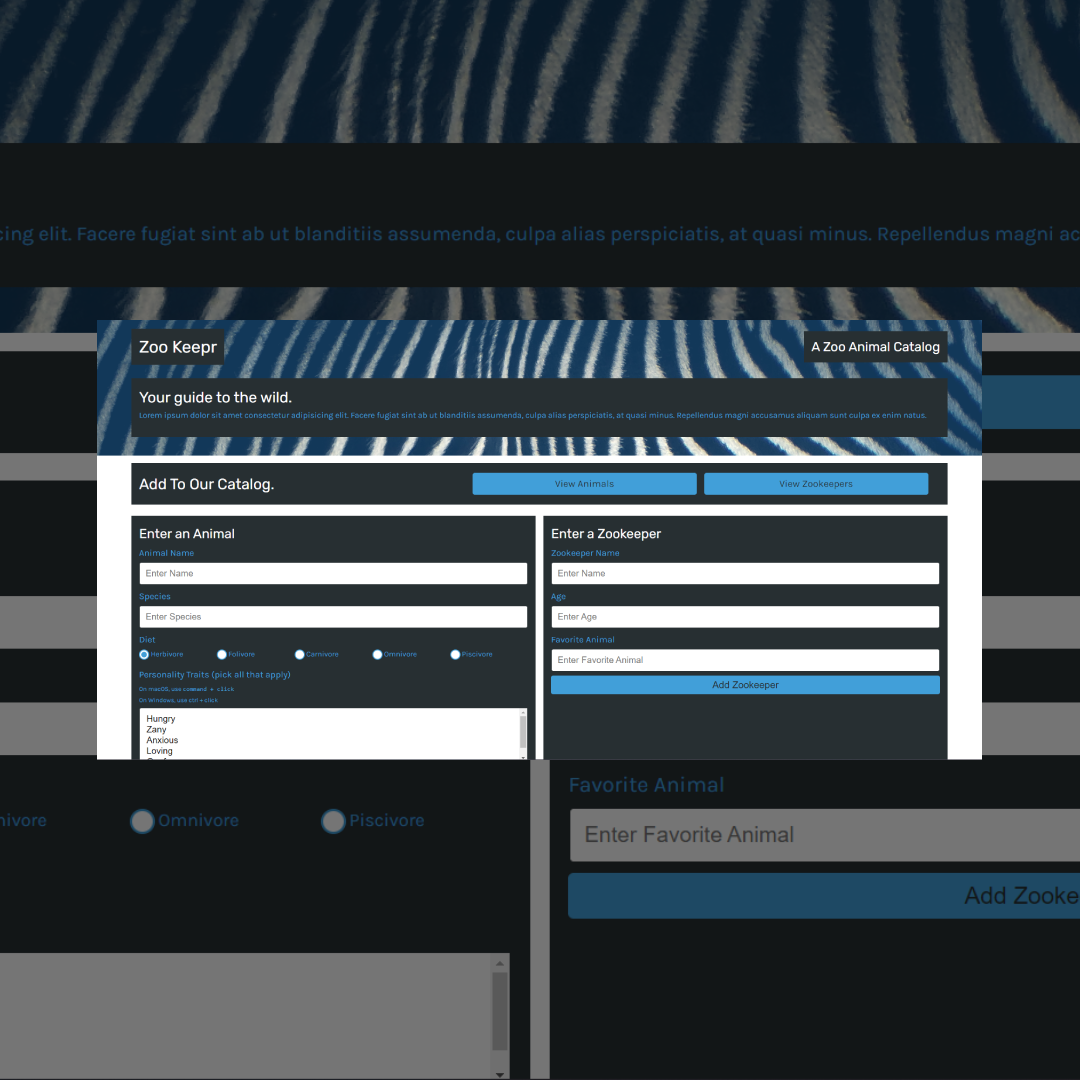 cing elit. Facere fugiat sint ab ut blanditiis assumenda, culpa alias perspiciatis, at quasi minus. Repellendus magni ac
Zoo Keepr
A Zoo Animal Catalog
Your guide to the wild.
Lorem ipsum dolor sit amet consectetur adipisicing elit. Facere fugiat sint ab ut blanditiis assumenda, culpa alias perspiciatis, at quasi minus. Repellendus magni accusamus aliquam sunt culpa ex enim natus.
Add To Our Catalog.
View Animals
View Zookeepers
Enter an Animal
Animal Name
Enter Name
Species
Enter Species
Diet
Herbivore
Folivore
Carnivore
Omnivore
Piscivore
Personality Traits (pick all that apply)
On macOS, use command + click
On Windows, use ctrl + click
Hungry
Zany
Anxious
Loving
Enter a Zookeeper
Zookeeper Name
Enter Name
Age
Enter Age
Favorite Animal
Enter Favorite Animal
Add Zookeeper
nivore
Omnivore
Piscivore
Favorite Animal
Enter Favorite Animal
Add Zooke